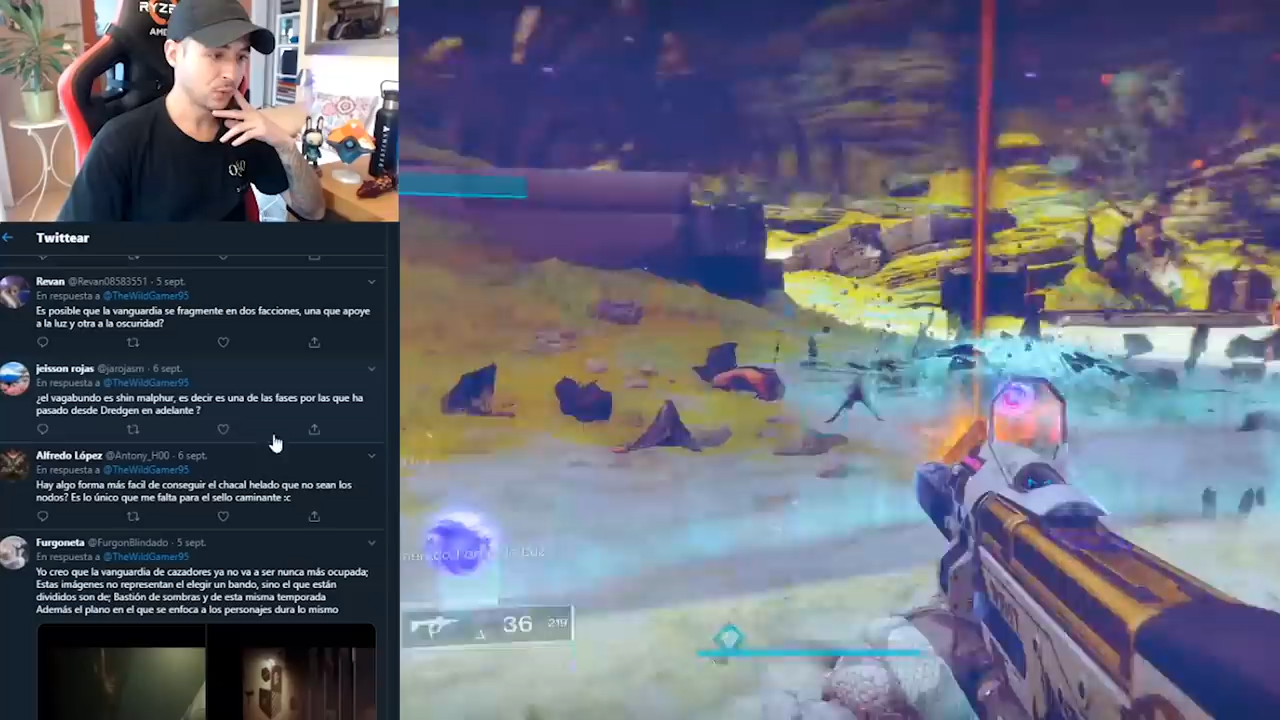 RYZE
AM
Twittear
Revan @Revan08583551 · 5 sept.
En respuesta a @TheWildGamer95
Es posible que la vanguardia se fragmente en dos facciones, una que apoye
a la luz y otra a la oscuridad?
jeisson rojas @jarojasm · 6 sept.
En respuesta a @TheWildGamer95
¿el vagabundo es shin malphur, es decir es una de las fases por las que ha
pasado desde Dredgen en adelante ?
Alfredo López @Antony_H00 · 6 sept.
En respuesta a @TheWildGamer95
Hay algo forma más facil de conseguir el chacal helado que no sean los
nodos? Es lo único que me falta para el sello caminante :c
Furgoneta @FurgonBlindado · 5 sept.
En respuesta a @TheWildGamer95
Yo creo que la vanguardia de cazadores ya no va a ser nunca más ocupada;
Estas imágenes no representan el elegir un bando, sino el que están
divididos son de; Bastión de sombras y de esta misma temporada
Además el plano en el que se enfoca a los personajes dura lo mismo
36 219